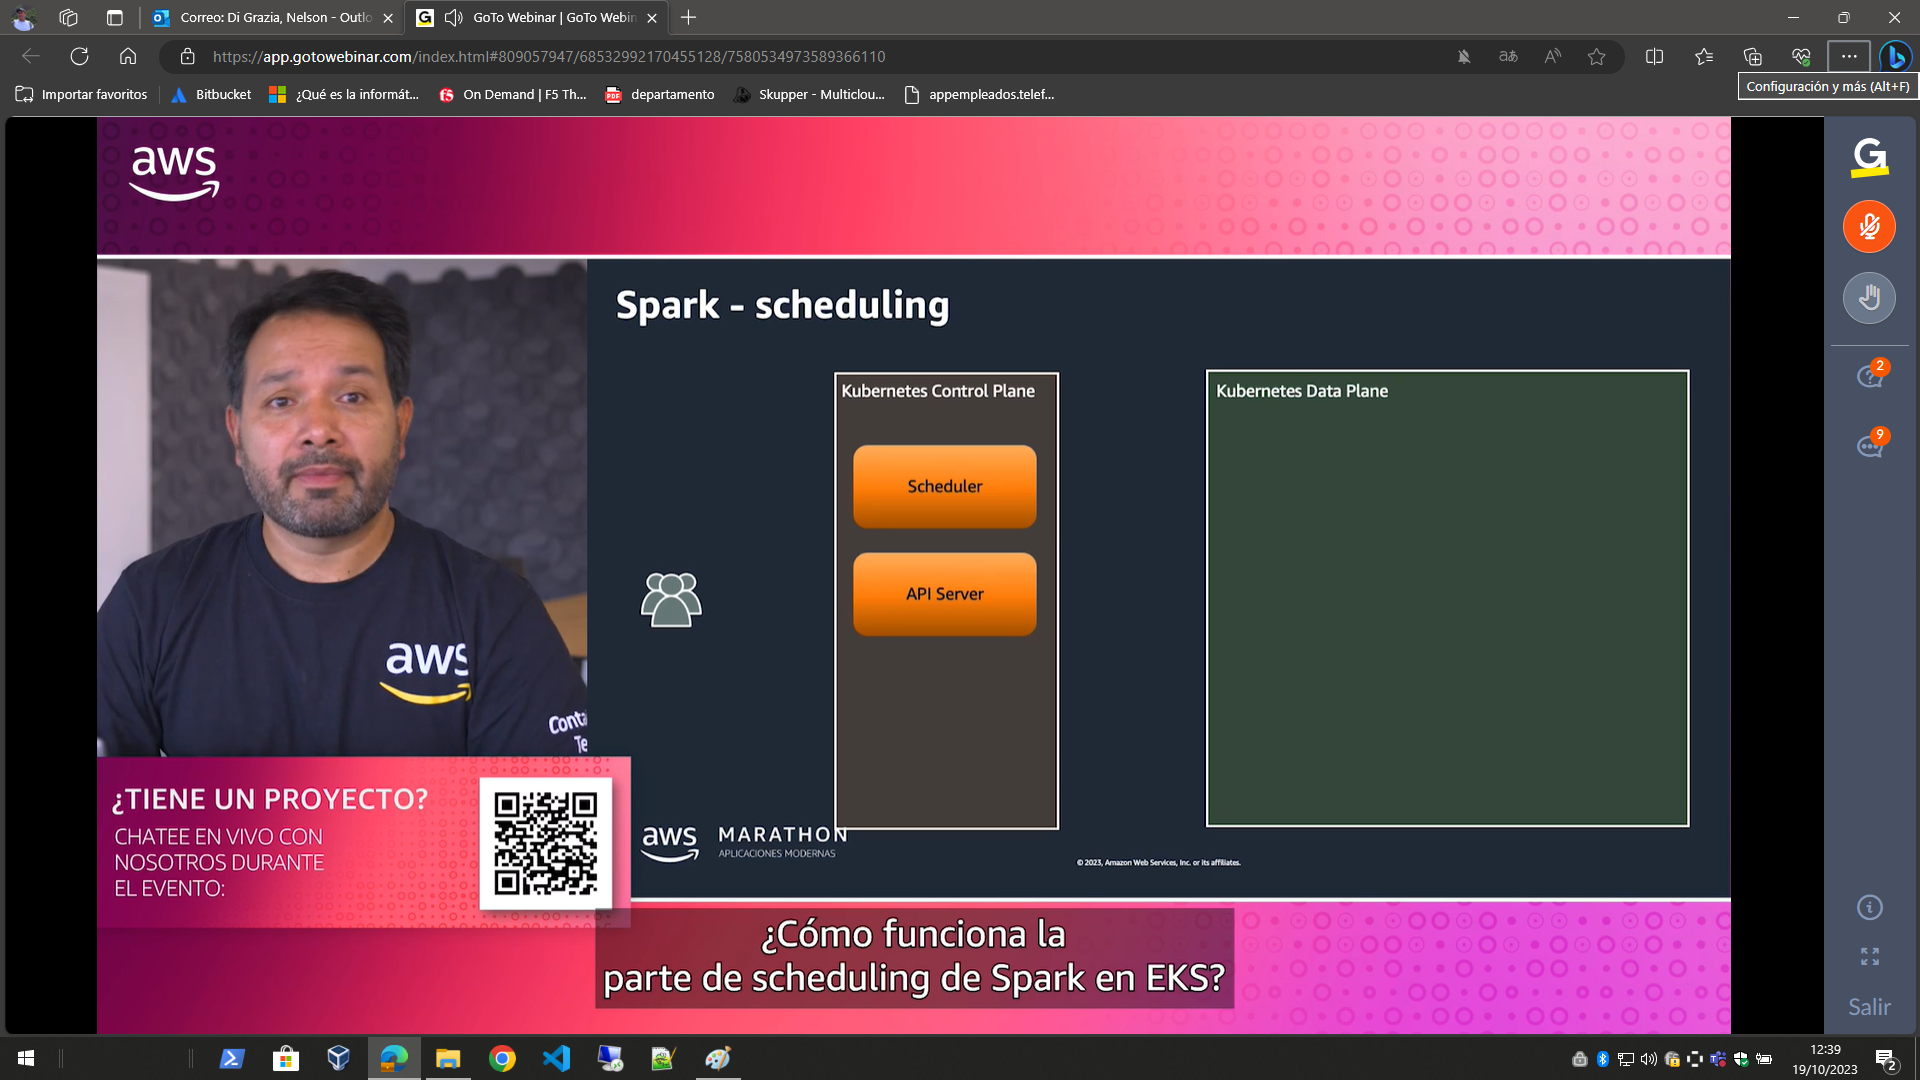 Correo: Di Grazia, Nelson - Outlo
GoTo Webinar | GoTo Webin
https://app.gotowebinar.com/index.html#809057947/68532992170455128/7580534973589366110
Configuración y más (Alt+F)
Importar favoritos
Bitbucket
¿Qué es la informát...
On Demand | F5 Th...
departamento
Skupper - Multiclou...
appempleados.telef...
aws
Spark - scheduling
Kubernetes Control Plane
Kubernetes Data Plane
Scheduler
API Server
aws
Conta
Te
¿TIENE UN PROYECTO?
CHATEE EN VIVO CON
NOSOTROS DURANTE
EL EVENTO:
aws
MARATHON
APLICACIONES MODERNAS
© 2023, Amazon Web Services, Inc. or its affiliates.
¿Cómo funciona la
parte de scheduling de Spark en EKS?
G
2
9
Salir
12:39
19/10/2023
2